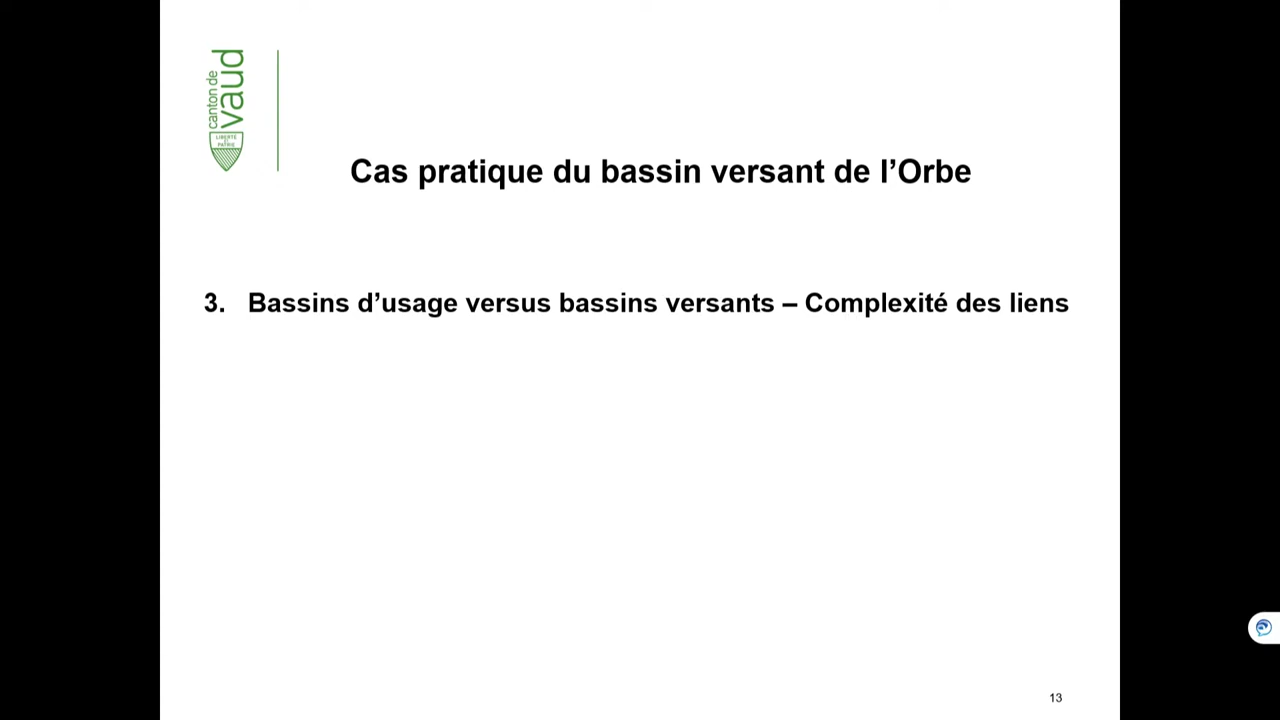 canton de
vaud
LIBERTÉ
ET
PATRIE
Cas pratique du bassin versant de l’Orbe
3. Bassins d’usage versus bassins versants – Complexité des liens
13